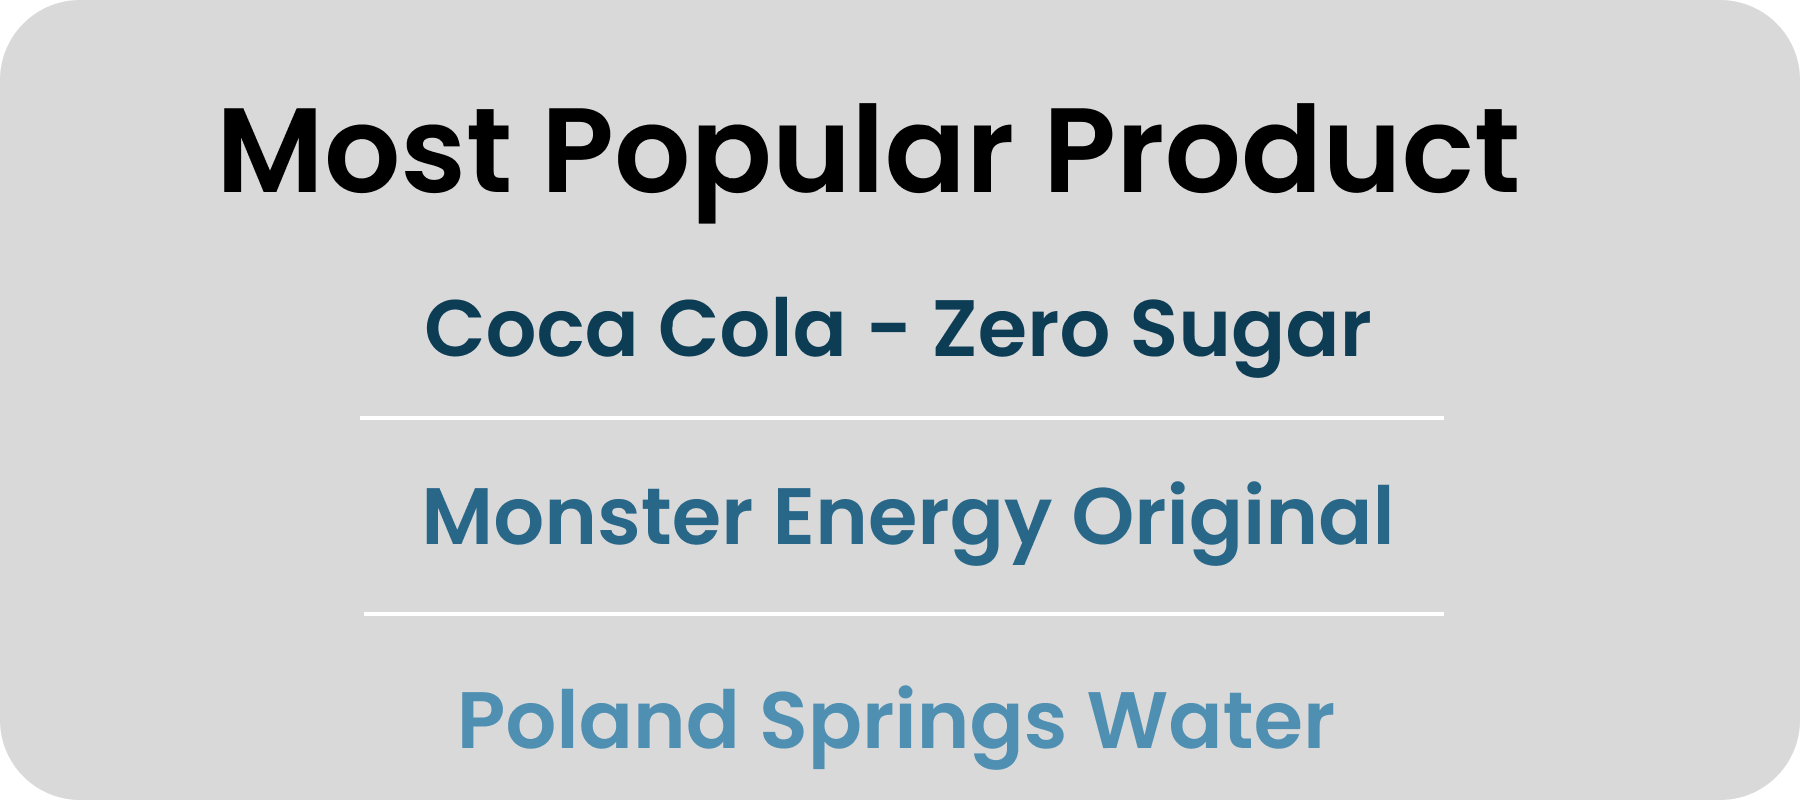 Most Popular Product
Coca Cola - Zero Sugar
Monster Energy Original
Poland Springs Water